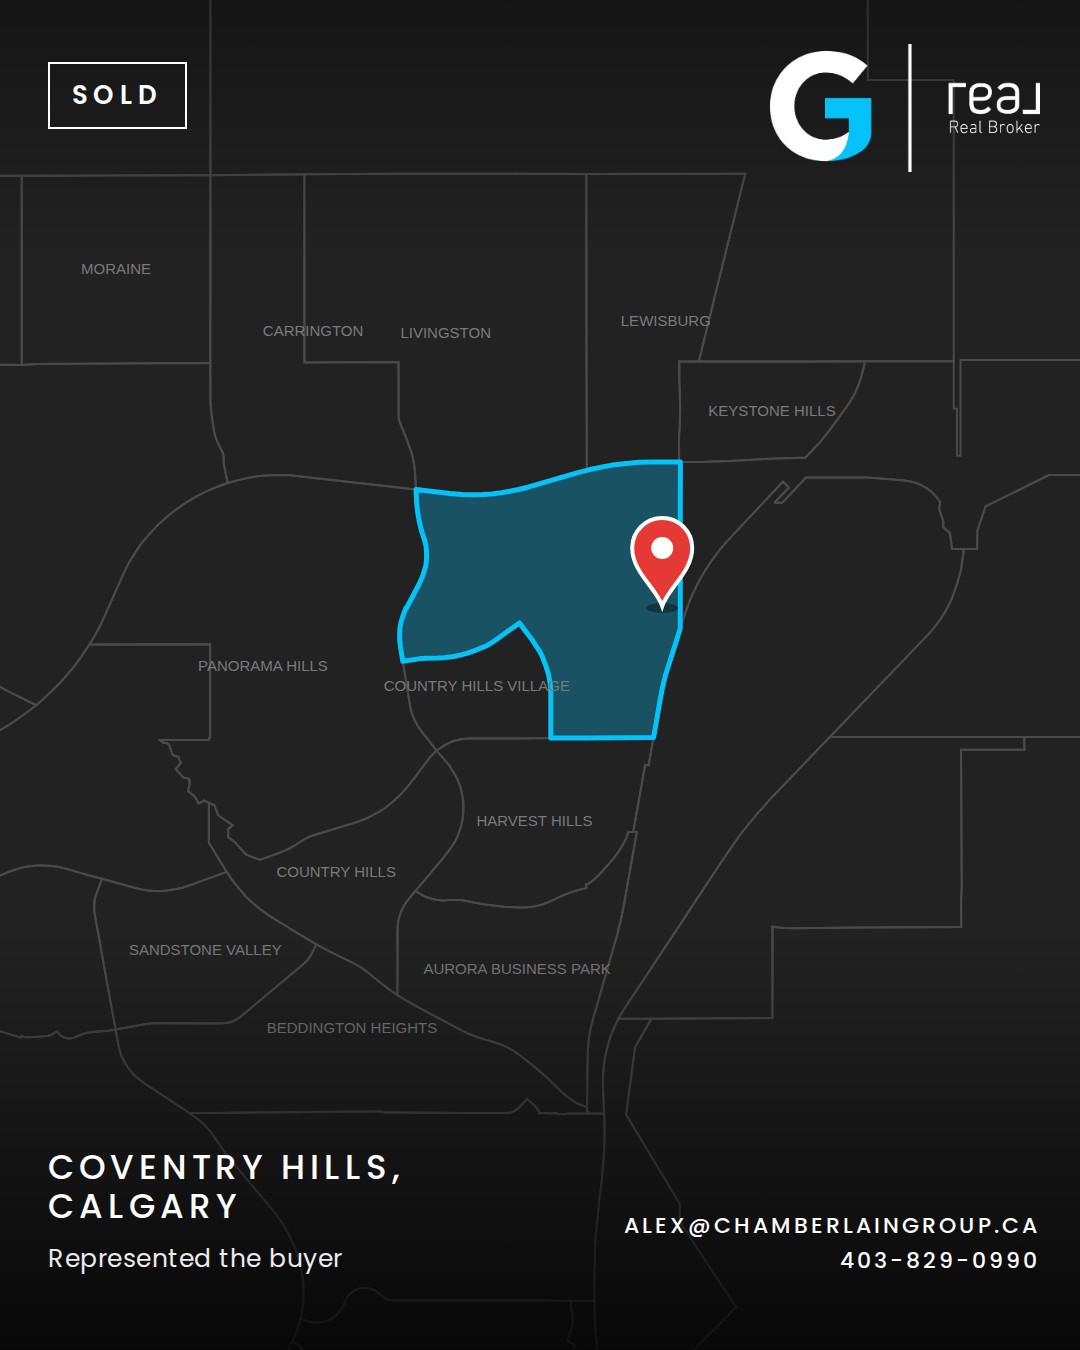 SOLD
G
real
Real Broker
MORAINE
CARRINGTON
LIVINGSTON
LEWISBURG
KEYSTONE HILLS
PANORAMA HILLS
COUNTRY HILLS VILLAGE
HARVEST HILLS
COUNTRY HILLS
SANDSTONE VALLEY
AURORA BUSINESS PARK
BEDDINGTON HEIGHTS
COVENTRY HILLS,
CALGARY
Represented the buyer
ALEX@CHAMBERLAINGROUP.CA
403-829-0990